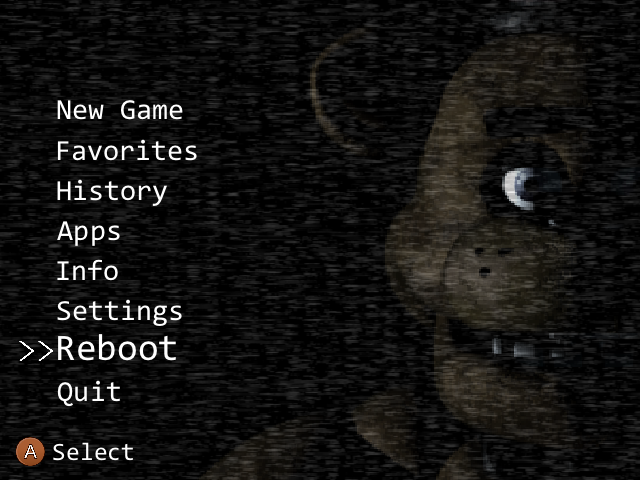 New Game
Favorites
History
Apps
Info
Settings
>>Reboot
Quit
A Select